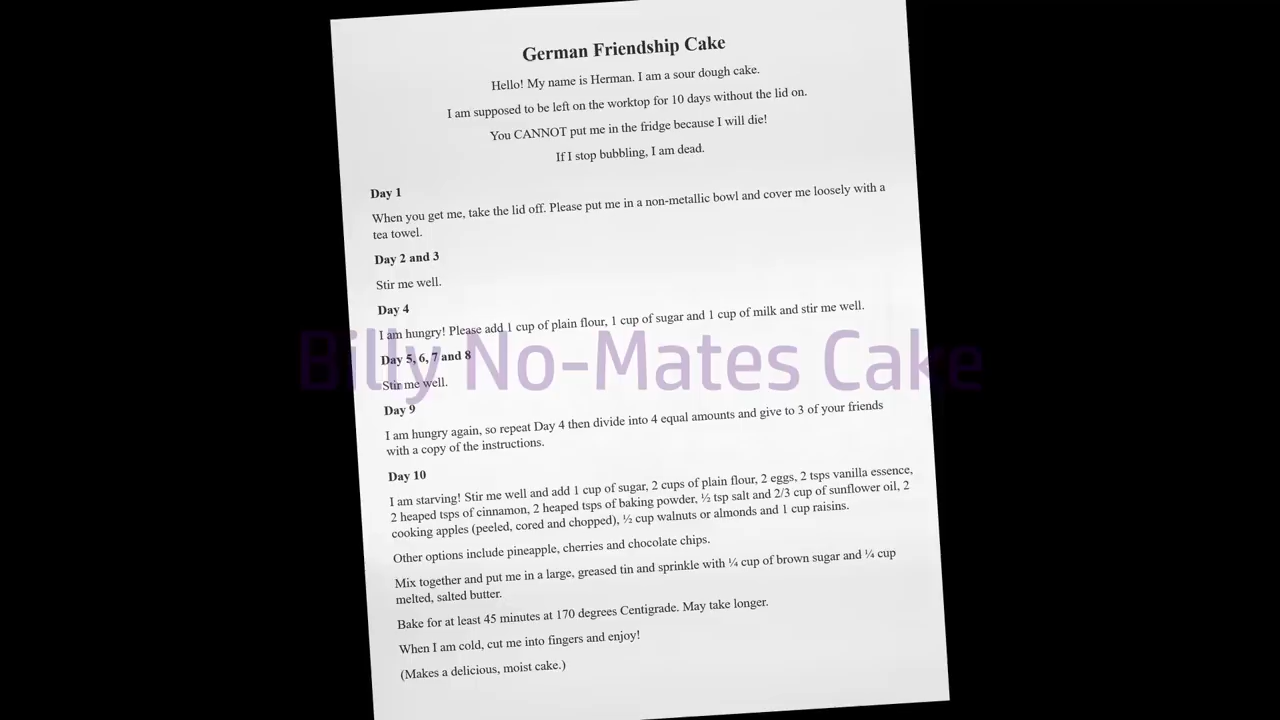 German Friendship Cake
Hello! My name is Herman. I am a sour dough cake.
I am supposed to be left on the worktop for 10 days without the lid on.
You CANNOT put me in the fridge because I will die!
If I stop bubbling, I am dead.
Day 1
When you get me, take the lid off. Please put me in a non-metallic bowl and cover me loosely with a
tea towel.
Day 2 and 3
Stir me well.
Day 4
I am hungry! Please add 1 cup of plain flour, 1 cup of sugar and 1 cup of milk and stir me well.
Billy No-Mates Cake
Day 5, 6, 7 and 8
Stir me well.
Day 9
I am hungry again, so repeat Day 4 then divide into 4 equal amounts and give to 3 of your friends
with a copy of the instructions.
Day 10
I am starving! Stir me well and add 1 cup of sugar, 2 cups of plain flour, 2 eggs, 2 tsps vanilla essence,
2 heaped tsps of cinnamon, 2 heaped tsps of baking powder, ½ tsp salt and 2/3 cup of sunflower oil, 2
cooking apples (peeled, cored and chopped), ½ cup walnuts or almonds and 1 cup raisins.
Other options include pineapple, cherries and chocolate chips.
Mix together and put me in a large, greased tin and sprinkle with ¼ cup of brown sugar and ¼ cup
melted, salted butter.
Bake for at least 45 minutes at 170 degrees Centigrade. May take longer.
When I am cold, cut me into fingers and enjoy!
(Makes a delicious, moist cake.)